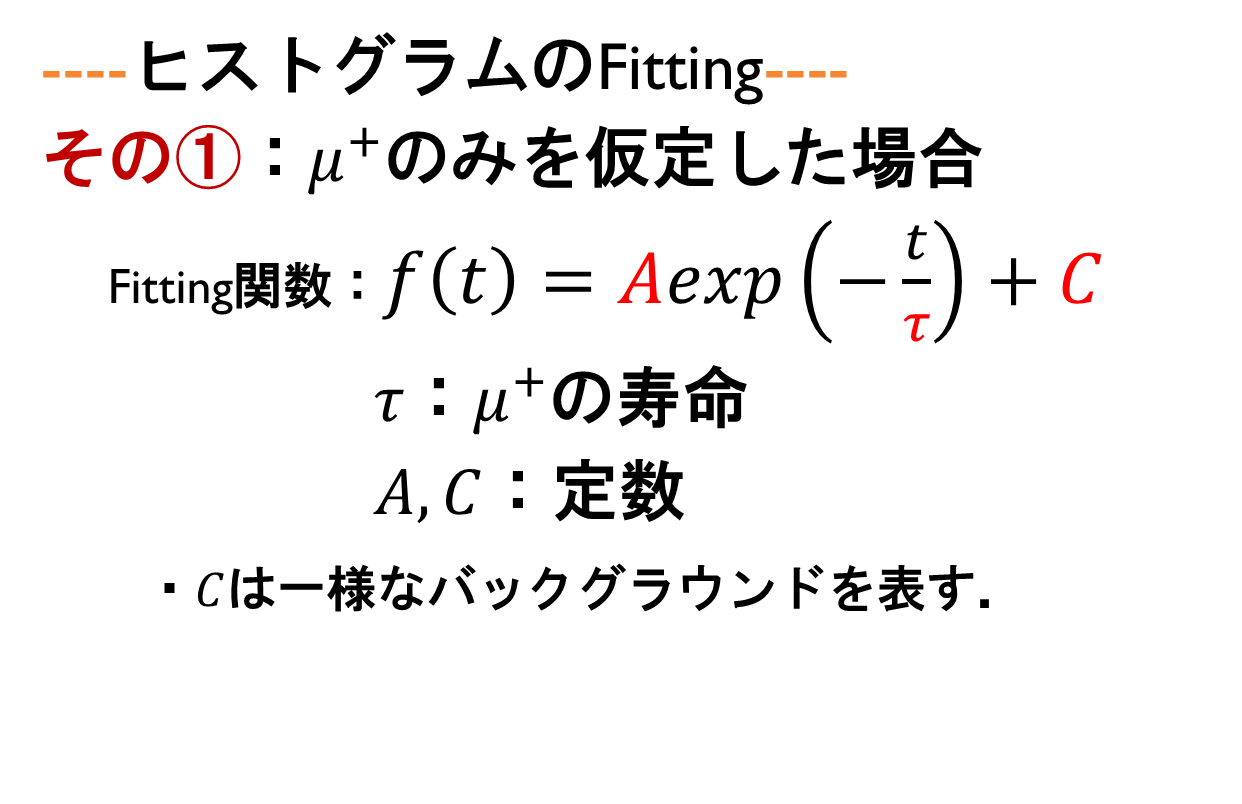 ----ヒストグラムのFitting----
その①：μ⁺のみを仮定した場合
Fitting関数：f(t) = Aexp(−t/τ) + C
τ：μ⁺の寿命
A, C：定数
・Cは一様なバックグラウンドを表す.